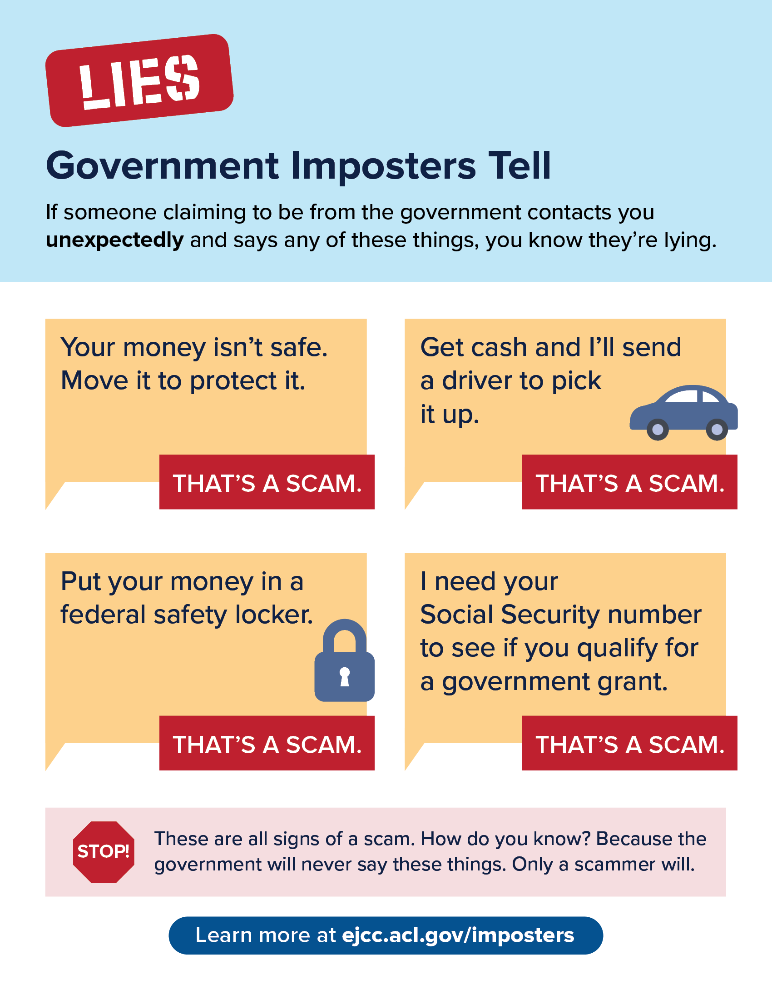 LIES
Government Imposters Tell
If someone claiming to be from the government contacts you
unexpectedly and says any of these things, you know they’re lying.
Your money isn’t safe.
Move it to protect it.
THAT’S A SCAM.
Get cash and I’ll send
a driver to pick
it up.
THAT’S A SCAM.
Put your money in a
federal safety locker.
THAT’S A SCAM.
I need your
Social Security number
to see if you qualify for
a government grant.
THAT’S A SCAM.
STOP!
These are all signs of a scam. How do you know? Because the
government will never say these things. Only a scammer will.
Learn more at ejcc.acl.gov/imposters